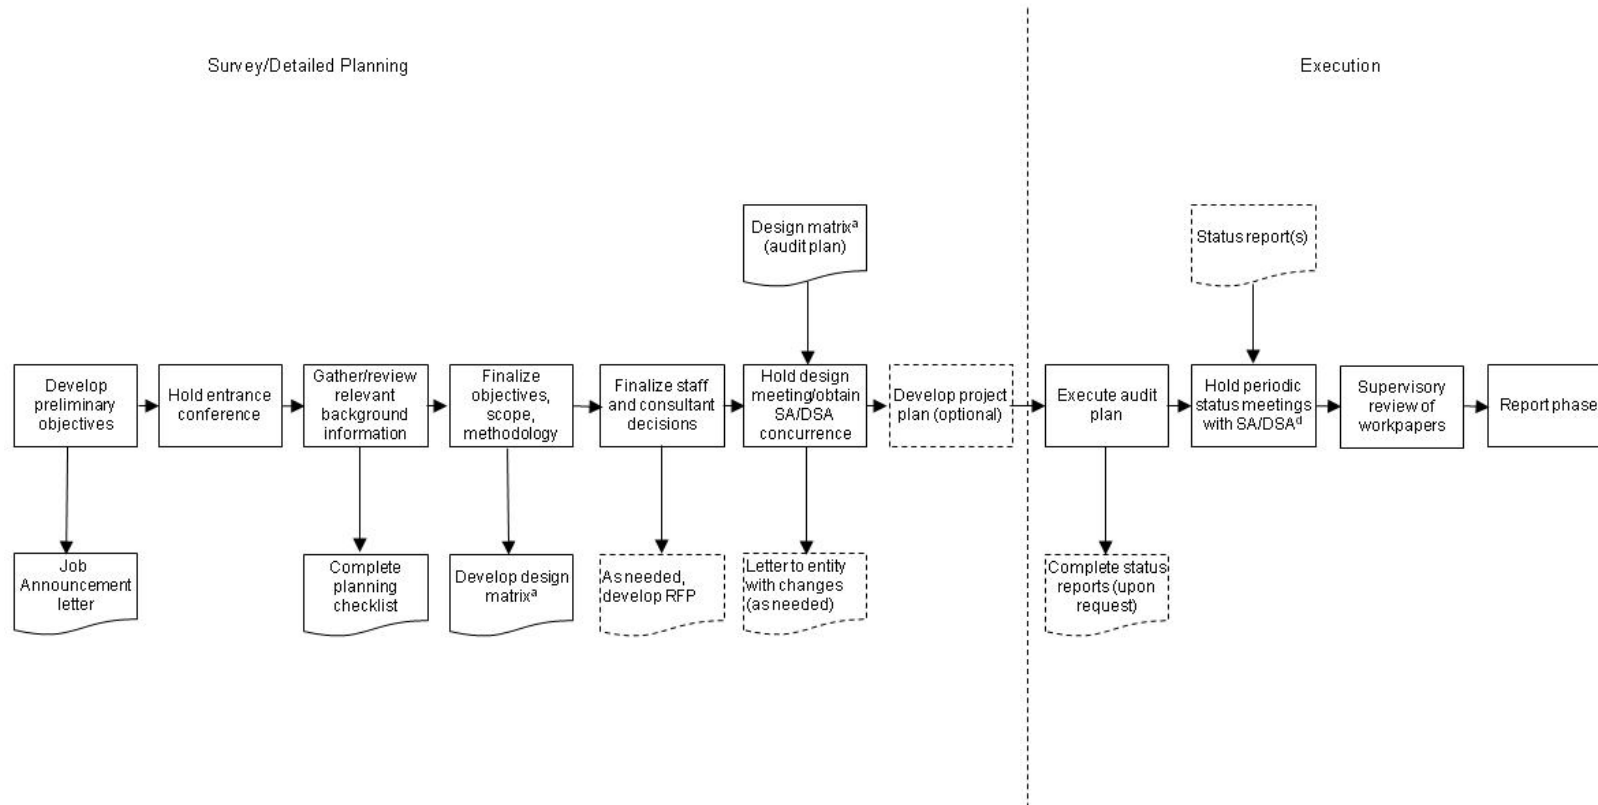 Survey/Detailed Planning
Execution
Design matrixᵃ
(audit plan)
Status report(s)
Develop
preliminary
objectives
Hold entrance
conference
Gather/review
relevant
background
information
Finalize
objectives,
scope,
methodology
Finalize staff
and consultant
decisions
Hold design
meeting/obtain
SA/DSA
concurrence
Develop project
plan (optional)
Execute audit
plan
Hold periodic
status meetings
with SA/DSAᵈ
Supervisory
review of
workpapers
Report phase
Job
Announcement
letter
Complete
planning
checklist
Develop design
matrixᵃ
As needed,
develop RFP
Letter to entity
with changes
(as needed)
Complete status
reports (upon
request)